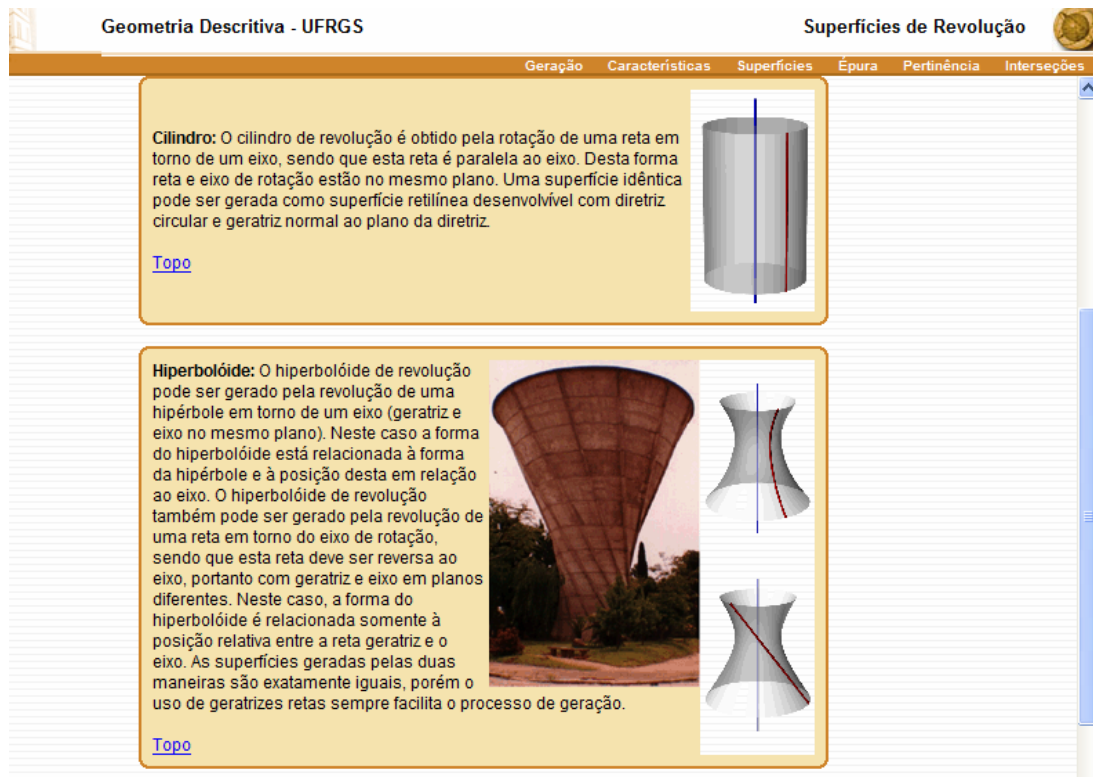 Geometria Descritiva - UFRGS
Superfícies de Revolução
Geração Características Superfícies Épura Pertinência Interseções
Cilindro: O cilindro de revolução é obtido pela rotação de uma reta em
torno de um eixo, sendo que esta reta é paralela ao eixo. Desta forma
reta e eixo de rotação estão no mesmo plano. Uma superfície idêntica
pode ser gerada como superfície retilínea desenvolvível com diretriz
circular e geratriz normal ao plano da diretriz.
Topo
Hiperbolóide: O hiperbolóide de revolução
pode ser gerado pela revolução de uma
hipérbole em torno de um eixo (geratriz e
eixo no mesmo plano). Neste caso a forma
do hiperbolóide está relacionada à forma
da hipérbole e à posição desta em relação
ao eixo. O hiperbolóide de revolução
também pode ser gerado pela revolução de
uma reta em torno do eixo de rotação,
sendo que esta reta deve ser reversa ao
eixo, portanto com geratriz e eixo em planos
diferentes. Neste caso, a forma do
hiperbolóide é relacionada somente à
posição relativa entre a reta geratriz e o
eixo. As superfícies geradas pelas duas
maneiras são exatamente iguais, porém o
uso de geratrizes retas sempre facilita o processo de geração.
Topo